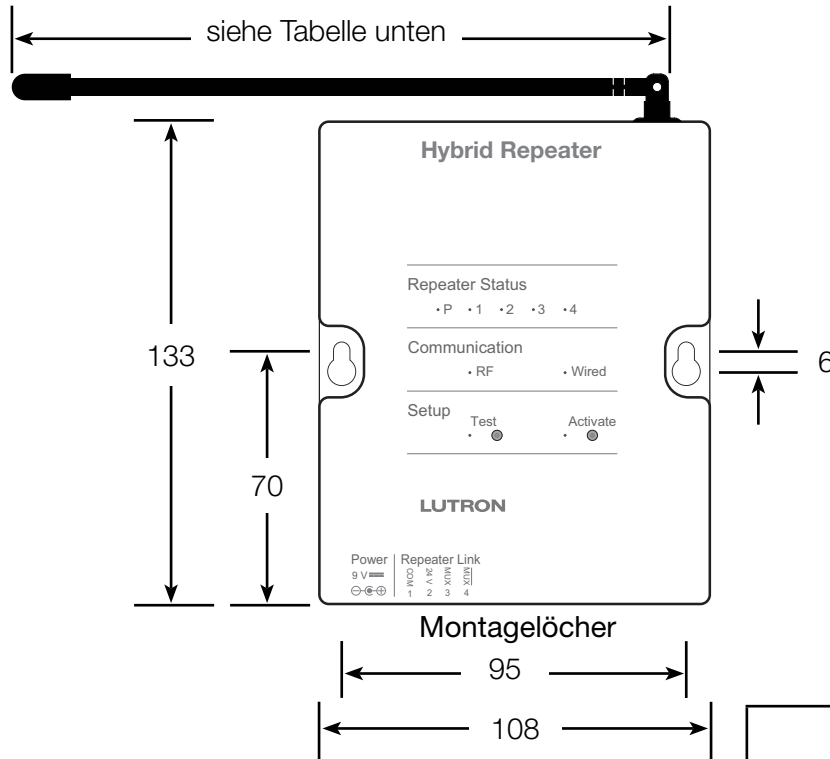 siehe Tabelle unten
Hybrid Repeater
Repeater Status
•P •1 •2 •3 •4
133
Communication
• RF • Wired
6
Setup
Test Activate
70
LUTRON
Power
9 V
Repeater Link
COM 24 V MUX MUX
1 2 3 4
Montagelöcher
95
108